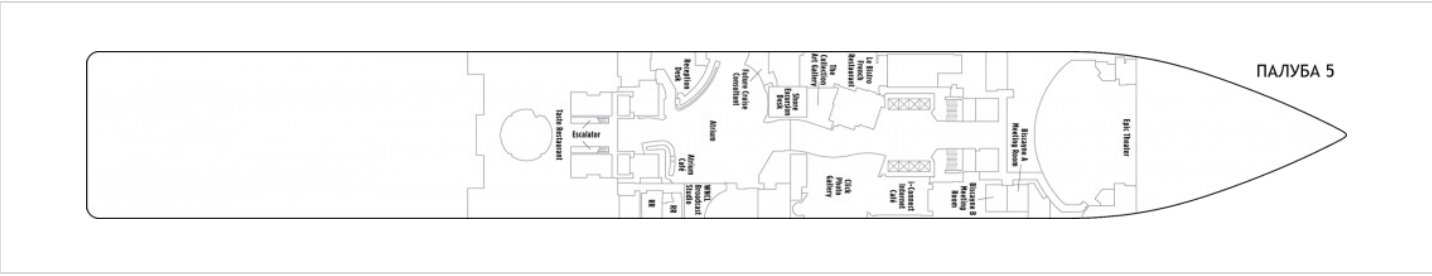 ПАЛУБА 5
Taste Restaurant
Escalator
Reception
Desk
Atrium
Atrium
Café
RR
RR
WNCL
Broadcast
Studio
Future Cruise
Consultant
Shore
Excursion
Desk
The
Collection
Art Gallery
Le Bistro
French
Restaurant
Click
Photo
Gallery
i-Connect
Internet
Café
Biscayne B
Meeting
Room
Biscayne A
Meeting Room
Epic Theater